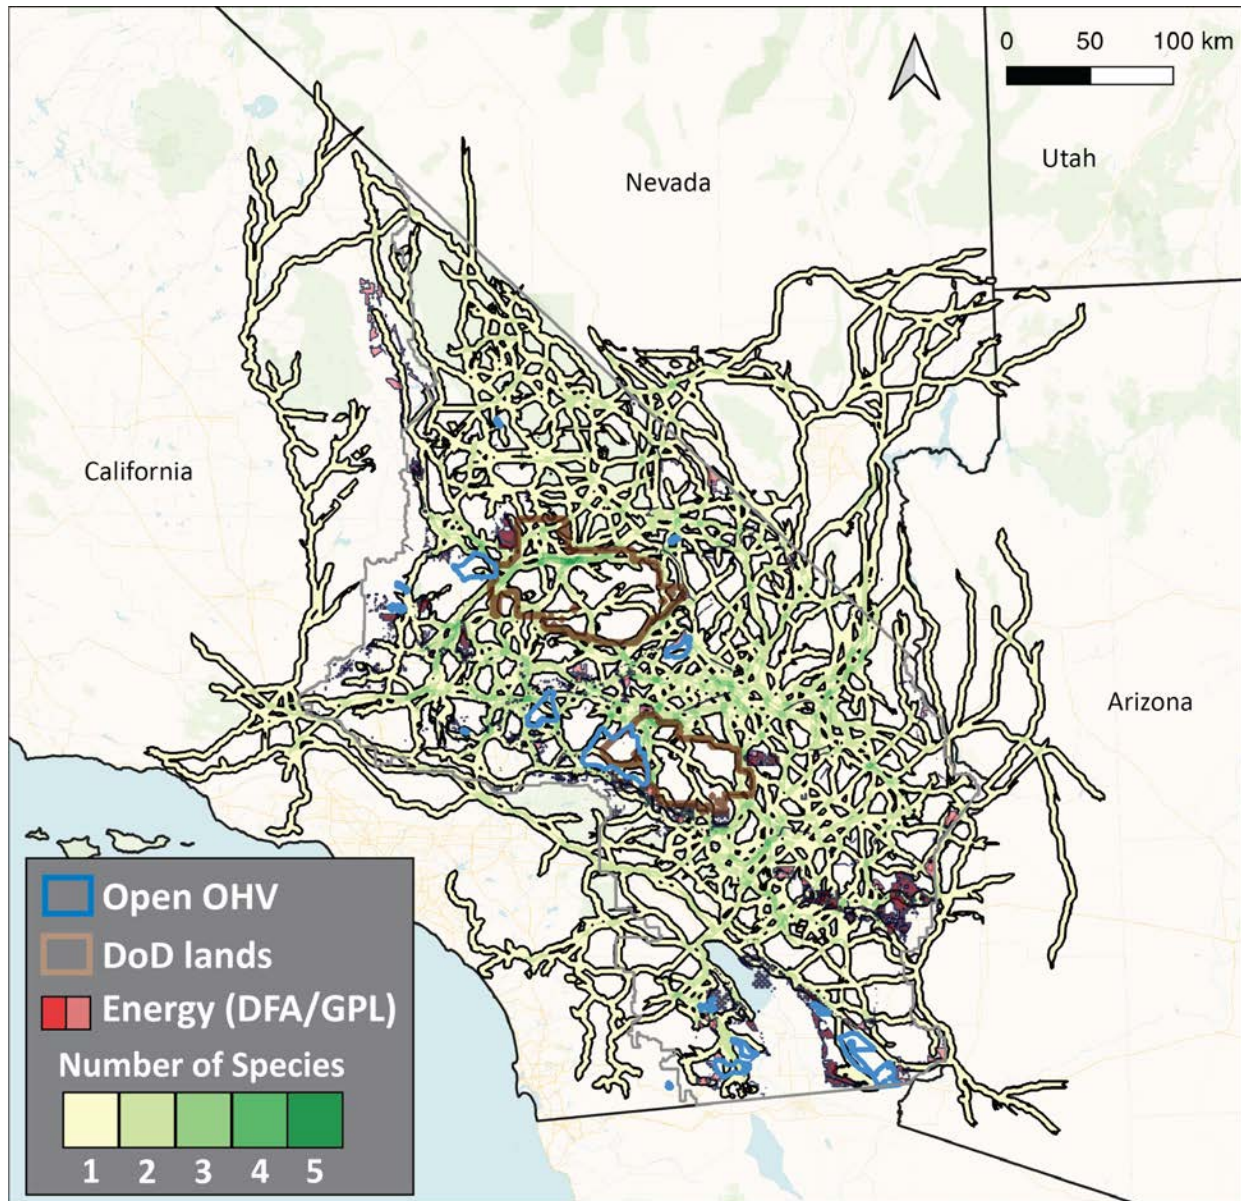 0 50 100 km
Utah
Nevada
California
Arizona
Open OHV
DoD lands
Energy (DFA/GPL)
Number of Species
1 2 3 4 5